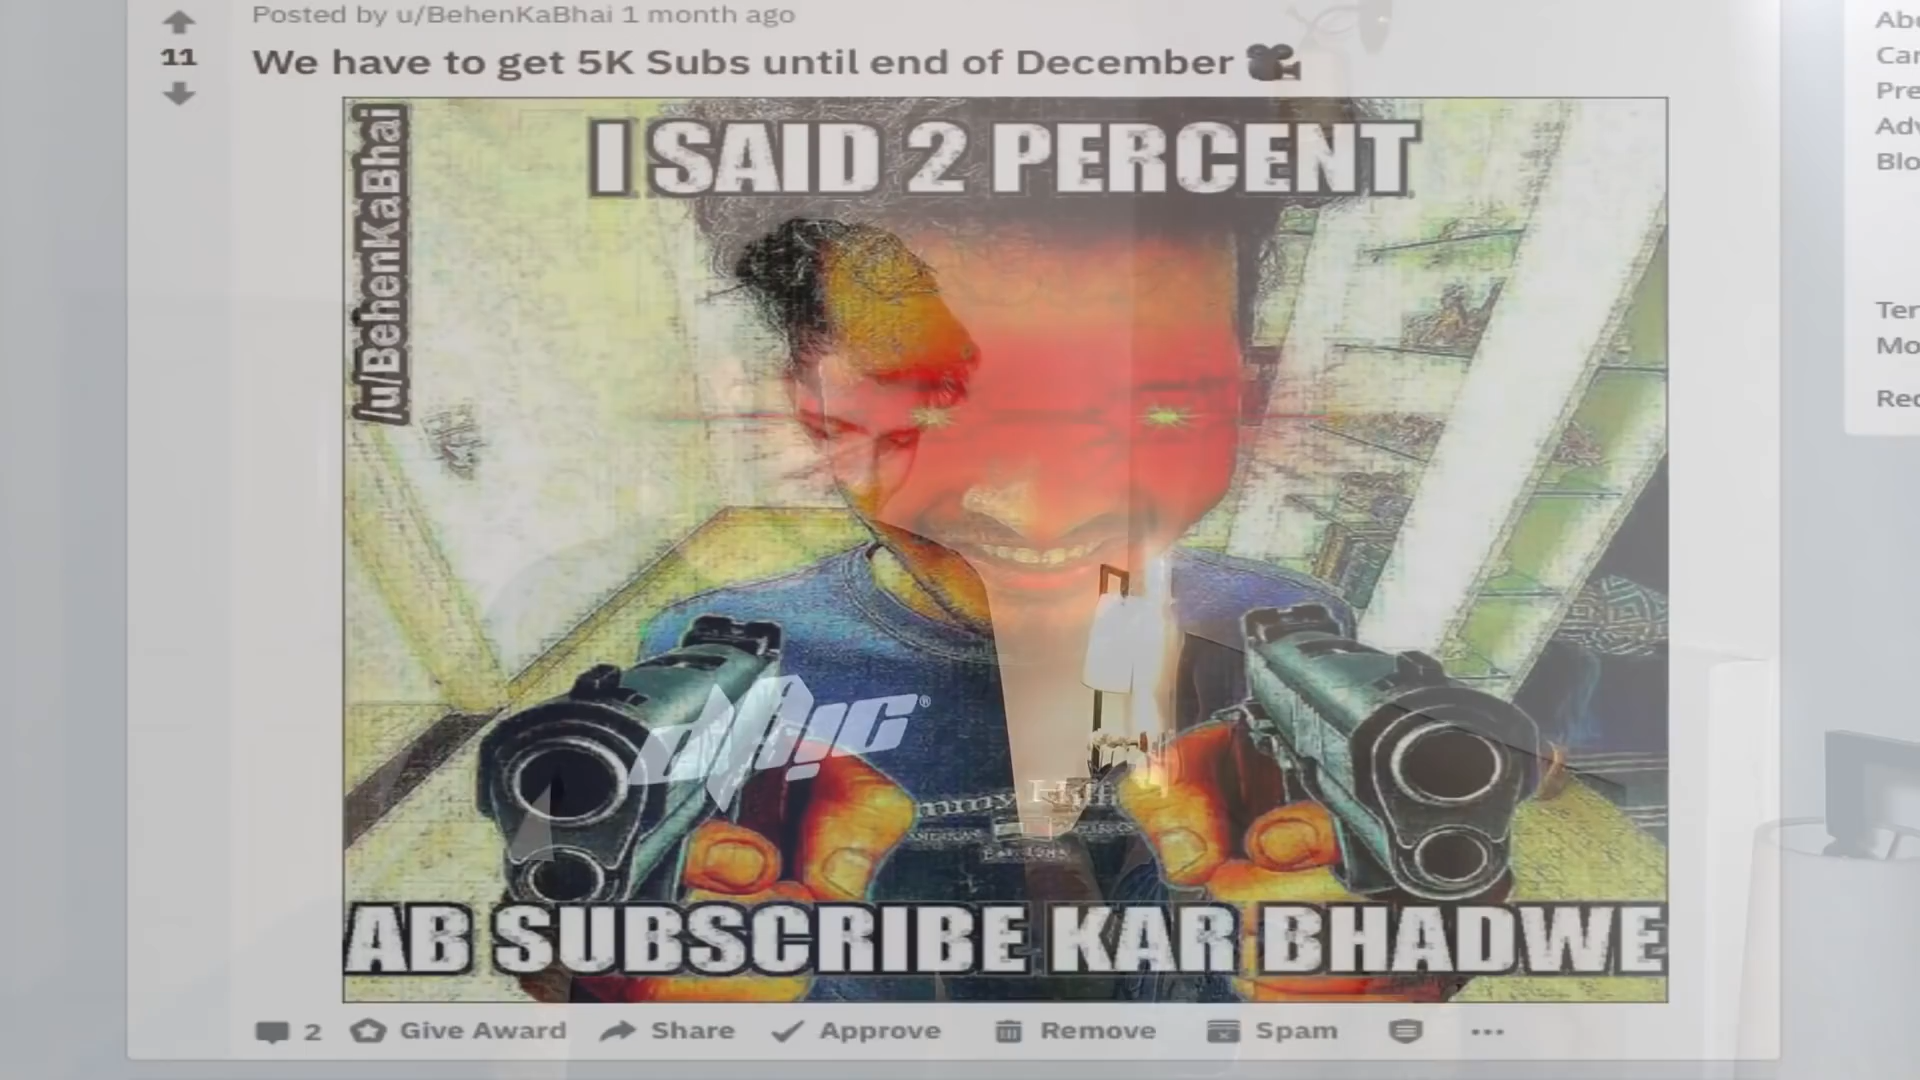 Posted by u/BehenKaBhai 1 month ago
11
We have to get 5K Subs until end of December
/u/BehenKaBhai
I SAID 2 PERCENT
AB SUBSCRIBE KAR BHADWE
2 Give Award Share Approve Remove Spam